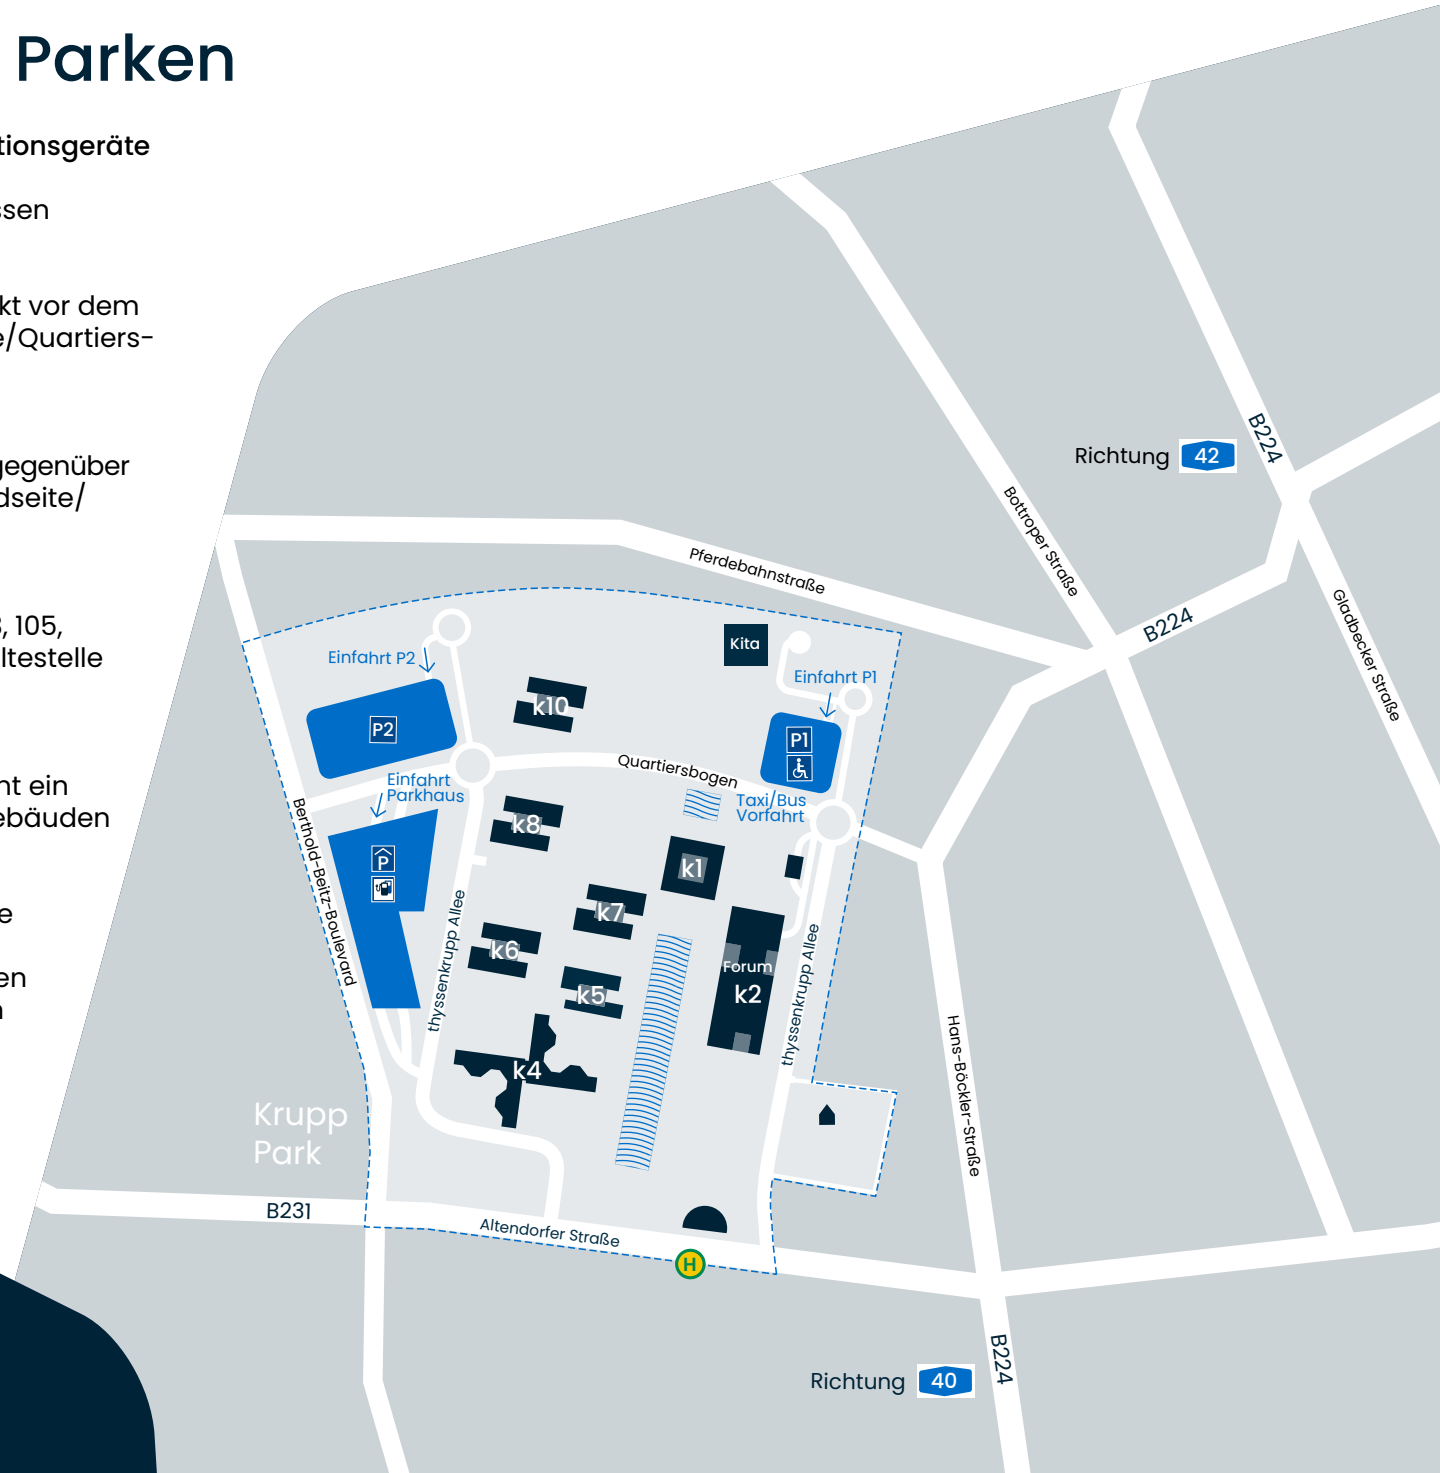 Parken
tionsgeräte
ssen
kt vor dem
e/Quartiers-
gegenüber
dseite/
, 105,
ltestelle
nt ein
ebäuden
e
en
Richtung 42
B224
Bottroper Straße
Pferdebahnstraße
B224
Gladbecker Straße
Kita
Einfahrt P2
Einfahrt P1
k10
P2
P1
Quartiersbogen
Einfahrt
Parkhaus
Taxi/Bus
Vorfahrt
Berthold-Beitz-Boulevard
k8
P
k1
k7
thyssenkrupp Allee
k6
Forum
k2
k5
thyssenkrupp Allee
Hans-Böckler-Straße
k4
Krupp
Park
B231
Altendorfer Straße
H
B224
Richtung 40